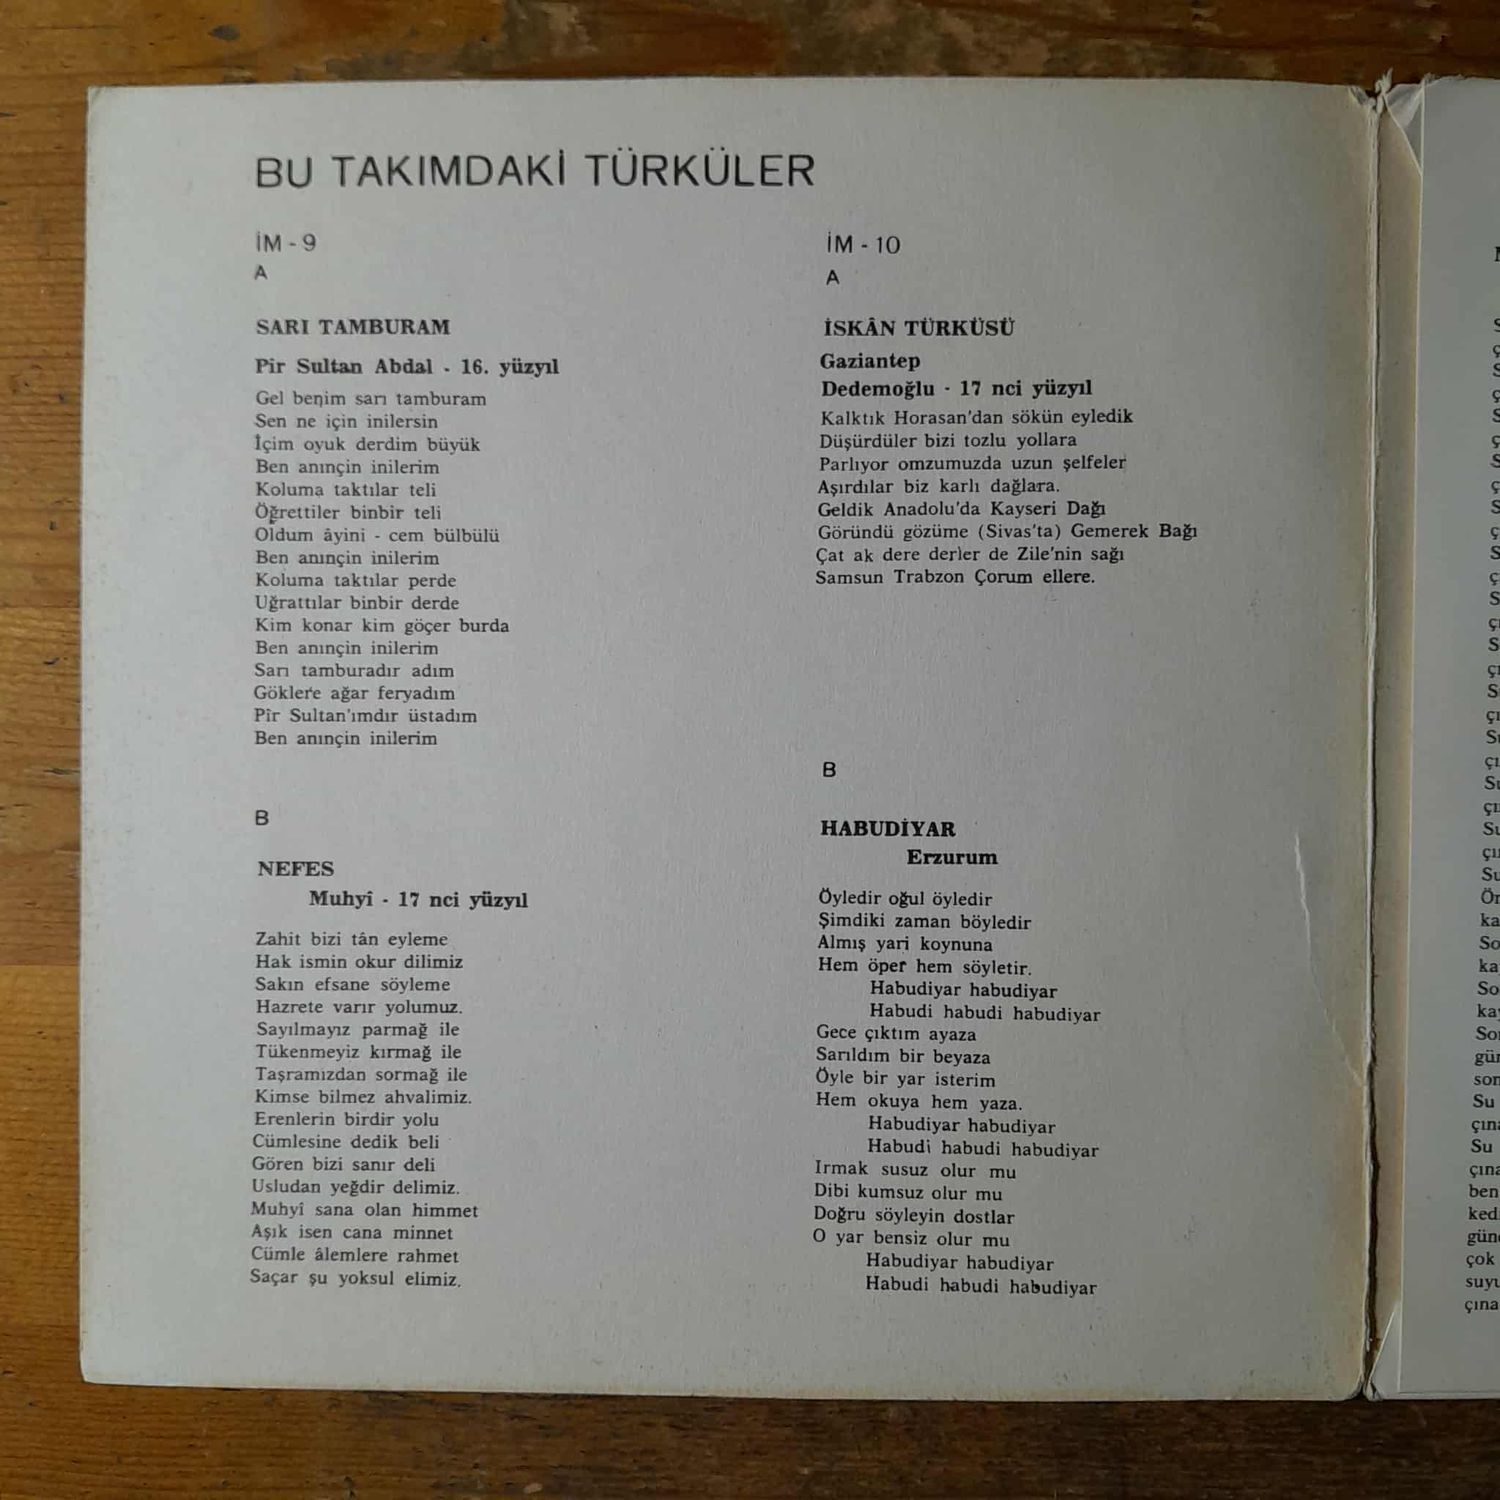 BU TAKIMDAKİ TÜRKÜLER
İM - 9
A
SARI TAMBURAM
Pir Sultan Abdal - 16. yüzyıl
Gel benim sarı tamburam
Sen ne için inilersin
İçim oyuk derdim büyük
Ben anınçin inilerim
Koluma taktılar teli
Öğrettiler binbir teli
Oldum âyini - cem bülbülü
Ben anınçin inilerim
Koluma taktılar perde
Uğrattılar binbir derde
Kim konar kim göçer burda
Ben anınçin inilerim
Sarı tamburadır adım
Göklere ağar feryadım
Pîr Sultan'ımdır üstadım
Ben anınçin inilerim
B
NEFES
Muhyî - 17 nci yüzyıl
Zahit bizi tân eyleme
Hak ismin okur dilimiz
Sakın efsane söyleme
Hazrete varır yolumuz.
Sayılmayız parmağ ile
Tükenmeyiz kırmağ ile
Taşramızdan sormağ ile
Kimse bilmez ahvalimiz.
Erenlerin birdir yolu
Cümlesine dedik beli
Gören bizi sanır deli
Usludan yeğdir delimiz.
Muhyî sana olan himmet
Aşık isen cana minnet
Cümle âlemlere rahmet
Saçar şu yoksul elimiz.
İM - 10
A
İSKÂN TÜRKÜSÜ
Gaziantep
Dedemoğlu - 17 nci yüzyıl
Kalktık Horasan'dan sökün eyledik
Düşürdüler bizi tozlu yollara
Parlıyor omzumuzda uzun şelfeler
Aşırdılar biz karlı dağlara.
Geldik Anadolu'da Kayseri Dağı
Göründü gözüme (Sivas'ta) Gemerek Bağı
Çat ak dere derler de Zile'nin sağı
Samsun Trabzon Çorum ellere.
B
HABUDİYAR
Erzurum
Öyledir oğul öyledir
Şimdiki zaman böyledir
Almış yari koynuna
Hem öper hem söyletir.
Habudiyar habudiyar
Habudi habudi habudiyar
Gece çıktım ayaza
Sarıldım bir beyaza
Öyle bir yar isterim
Hem okuya hem yaza.
Habudiyar habudiyar
Habudi habudi habudiyar
Irmak susuz olur mu
Dibi kumsuz olur mu
Doğru söyleyin dostlar
O yar bensiz olur mu
Habudiyar habudiyar
Habudi habudi habudiyar